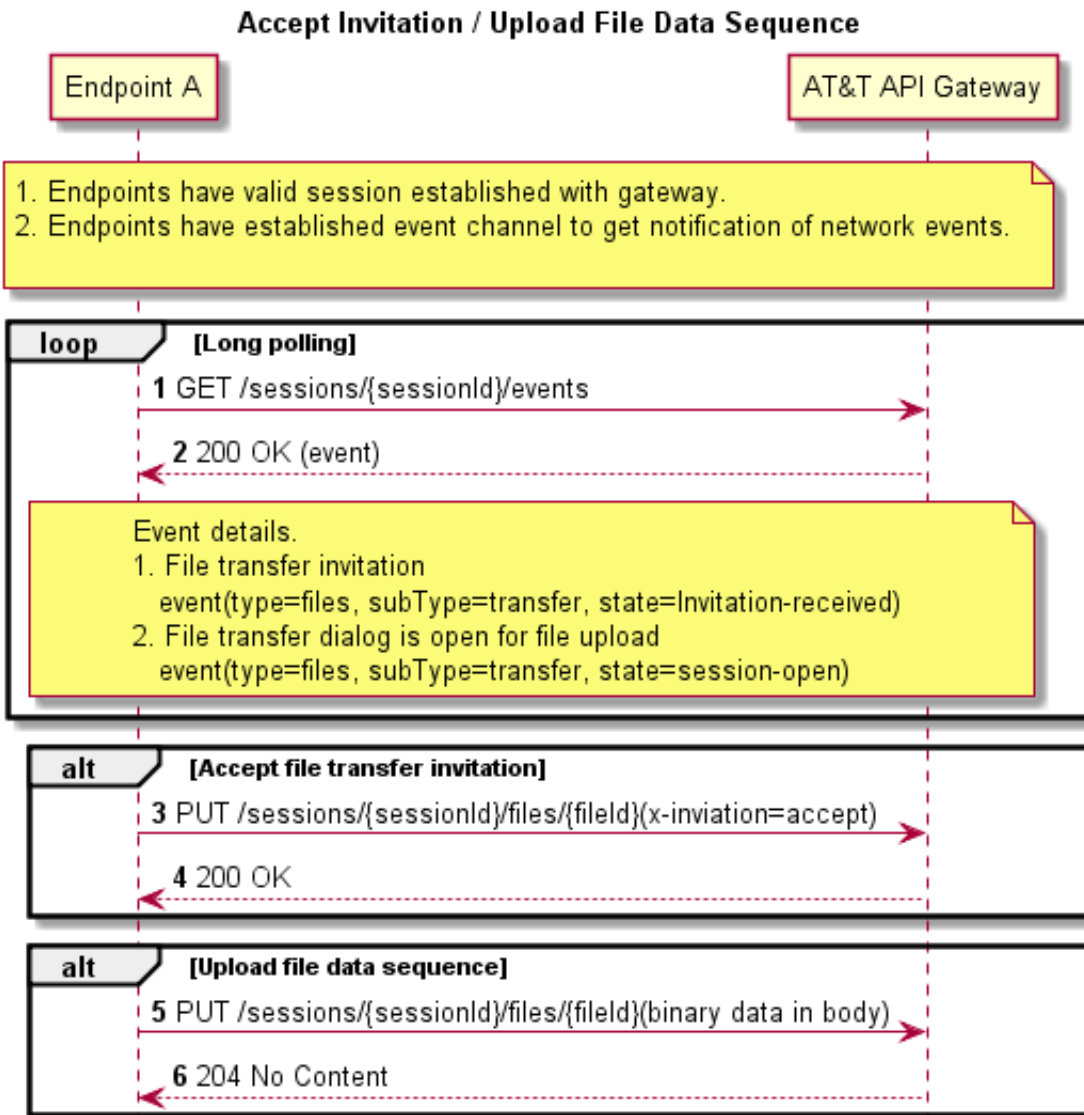 Accept Invitation / Upload File Data Sequence
Endpoint A
AT&T API Gateway
1. Endpoints have valid session established with gateway.
2. Endpoints have established event channel to get notification of network events.
loop
[Long polling]
1 GET /sessions/{sessionId}/events
2 200 OK (event)
Event details.
1. File transfer invitation
event(type=files, subType=transfer, state=Invitation-received)
2. File transfer dialog is open for file upload
event(type=files, subType=transfer, state=session-open)
alt
[Accept file transfer invitation]
3 PUT /sessions/{sessionId}/files/{fileId}(x-inviation=accept)
4 200 OK
alt
[Upload file data sequence]
5 PUT /sessions/{sessionId}/files/{fileId}(binary data in body)
6 204 No Content